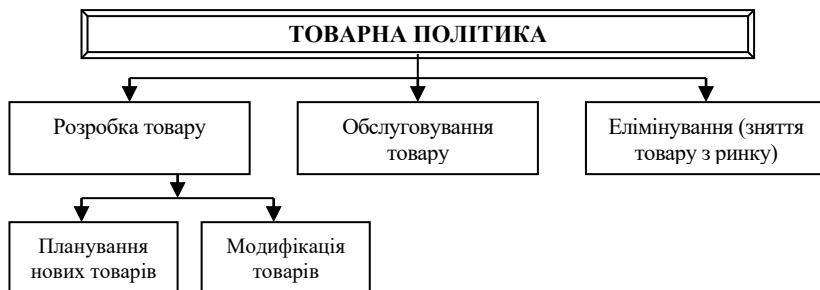 ТОВАРНА ПОЛІТИКА
Розробка товару
Обслуговування
товару
Елімінування (зняття
товару з ринку)
Планування
нових товарів
Модифікація
товарів